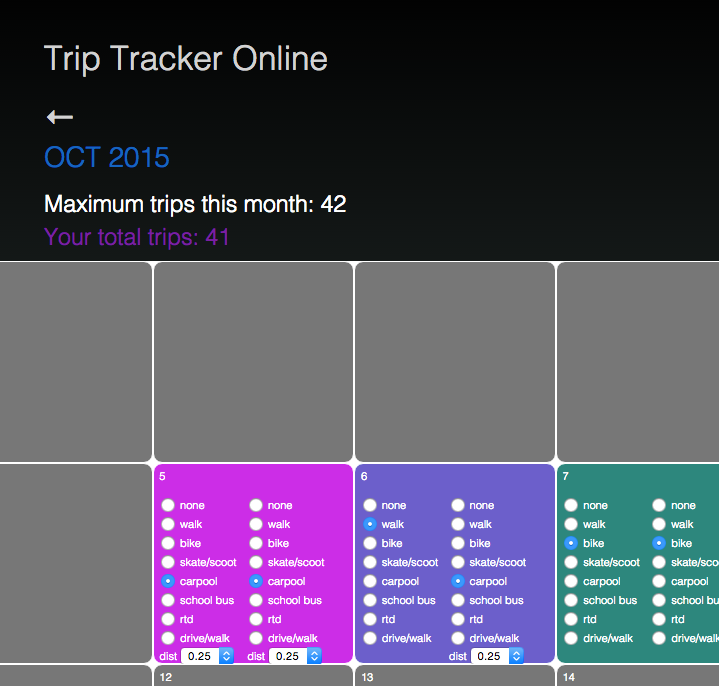 Trip Tracker Online
←
OCT 2015
Maximum trips this month: 42
Your total trips: 41
5
none none
walk walk
bike bike
skate/scoot skate/scoot
carpool carpool
school bus school bus
rtd rtd
drive/walk drive/walk
dist 0.25 dist 0.25
6
none none
walk walk
bike bike
skate/scoot skate/scoot
carpool carpool
school bus school bus
rtd rtd
drive/walk drive/walk
dist 0.25
7
none none
walk walk
bike bike
skate/scoot skate/sco
carpool carpool
school bus school bu
rtd rtd
drive/walk drive/walk
12
13
14